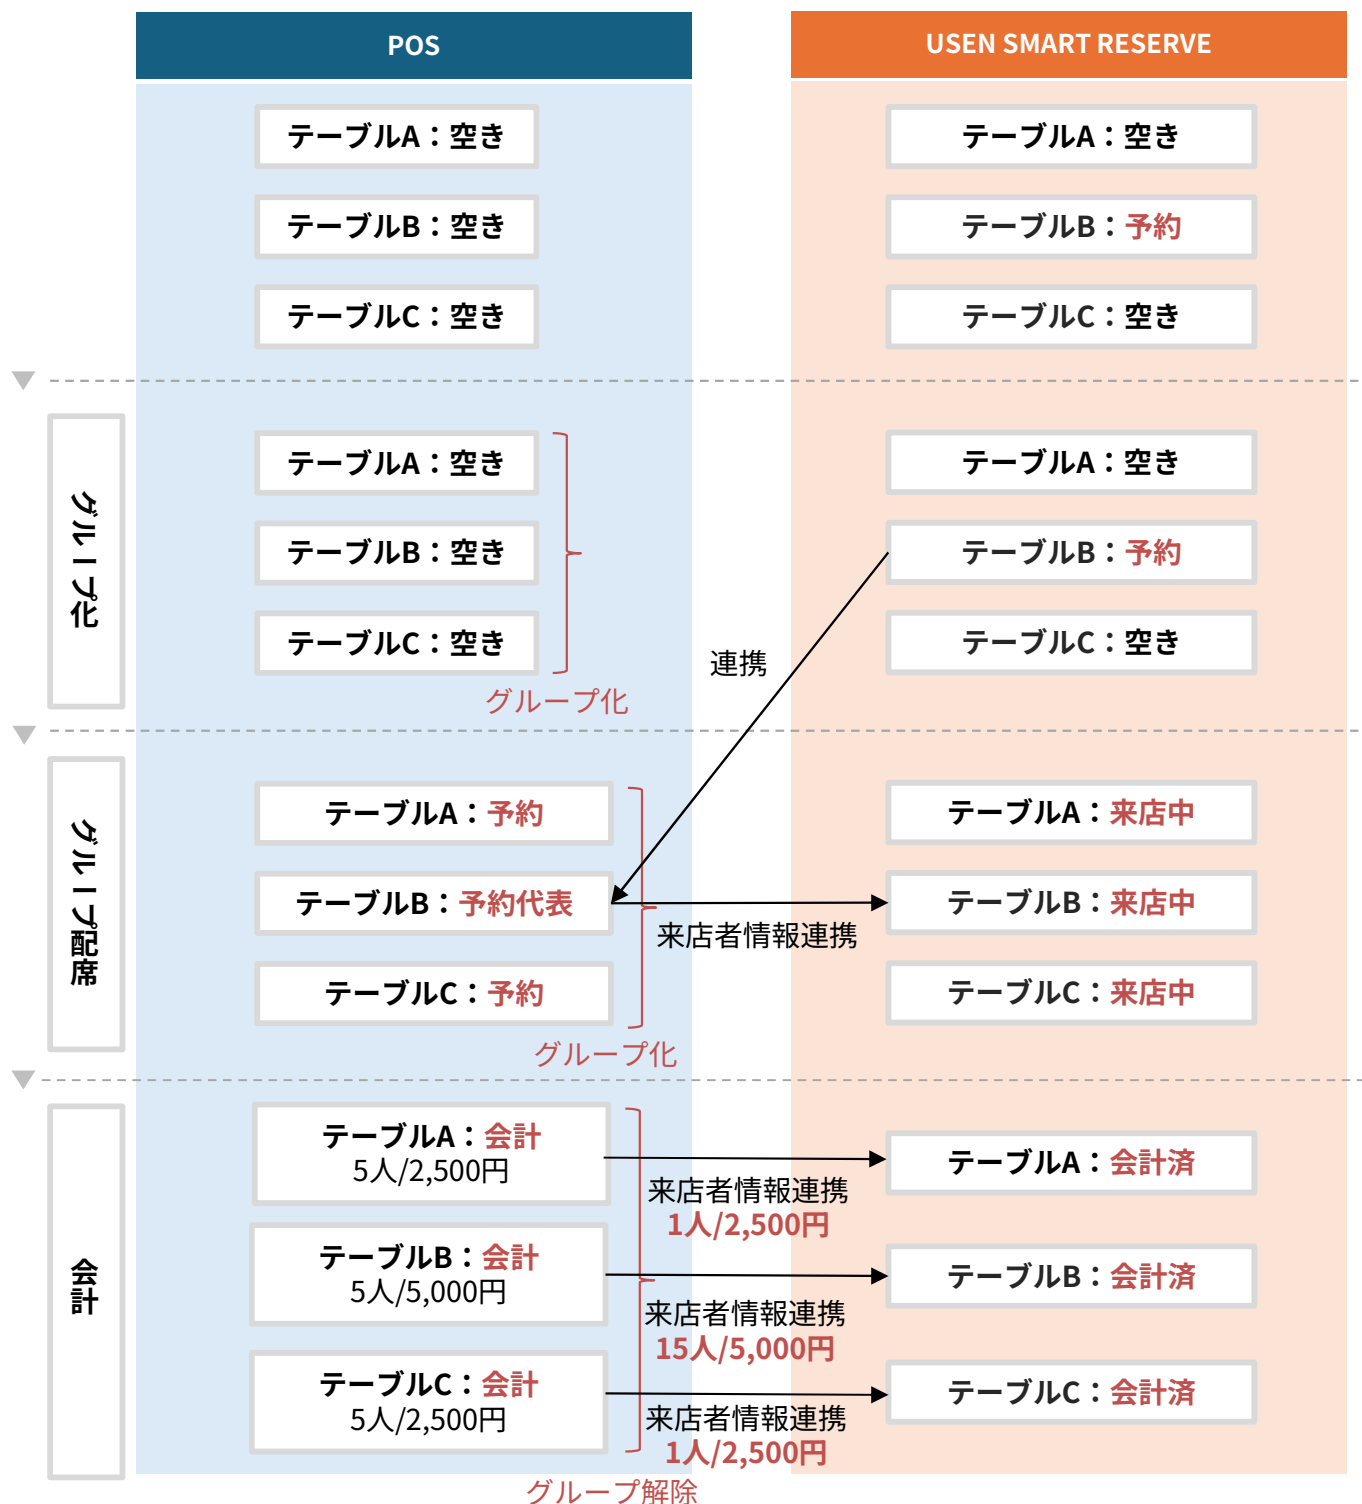 POS
USEN SMART RESERVE
テーブルA：空き
テーブルA：空き
テーブルB：空き
テーブルB：予約
テーブルC：空き
テーブルC：空き
グループ化
テーブルA：空き
テーブルA：空き
テーブルB：空き
テーブルB：予約
テーブルC：空き
テーブルC：空き
連携
グループ化
グループ配席
テーブルA：予約
テーブルA：来店中
テーブルB：予約代表
テーブルB：来店中
来店者情報連携
テーブルC：予約
テーブルC：来店中
グループ化
会計
テーブルA：会計
5人/2,500円
テーブルA：会計済
来店者情報連携
1人/2,500円
テーブルB：会計
5人/5,000円
テーブルB：会計済
来店者情報連携
15人/5,000円
テーブルC：会計
5人/2,500円
テーブルC：会計済
来店者情報連携
1人/2,500円
グループ解除